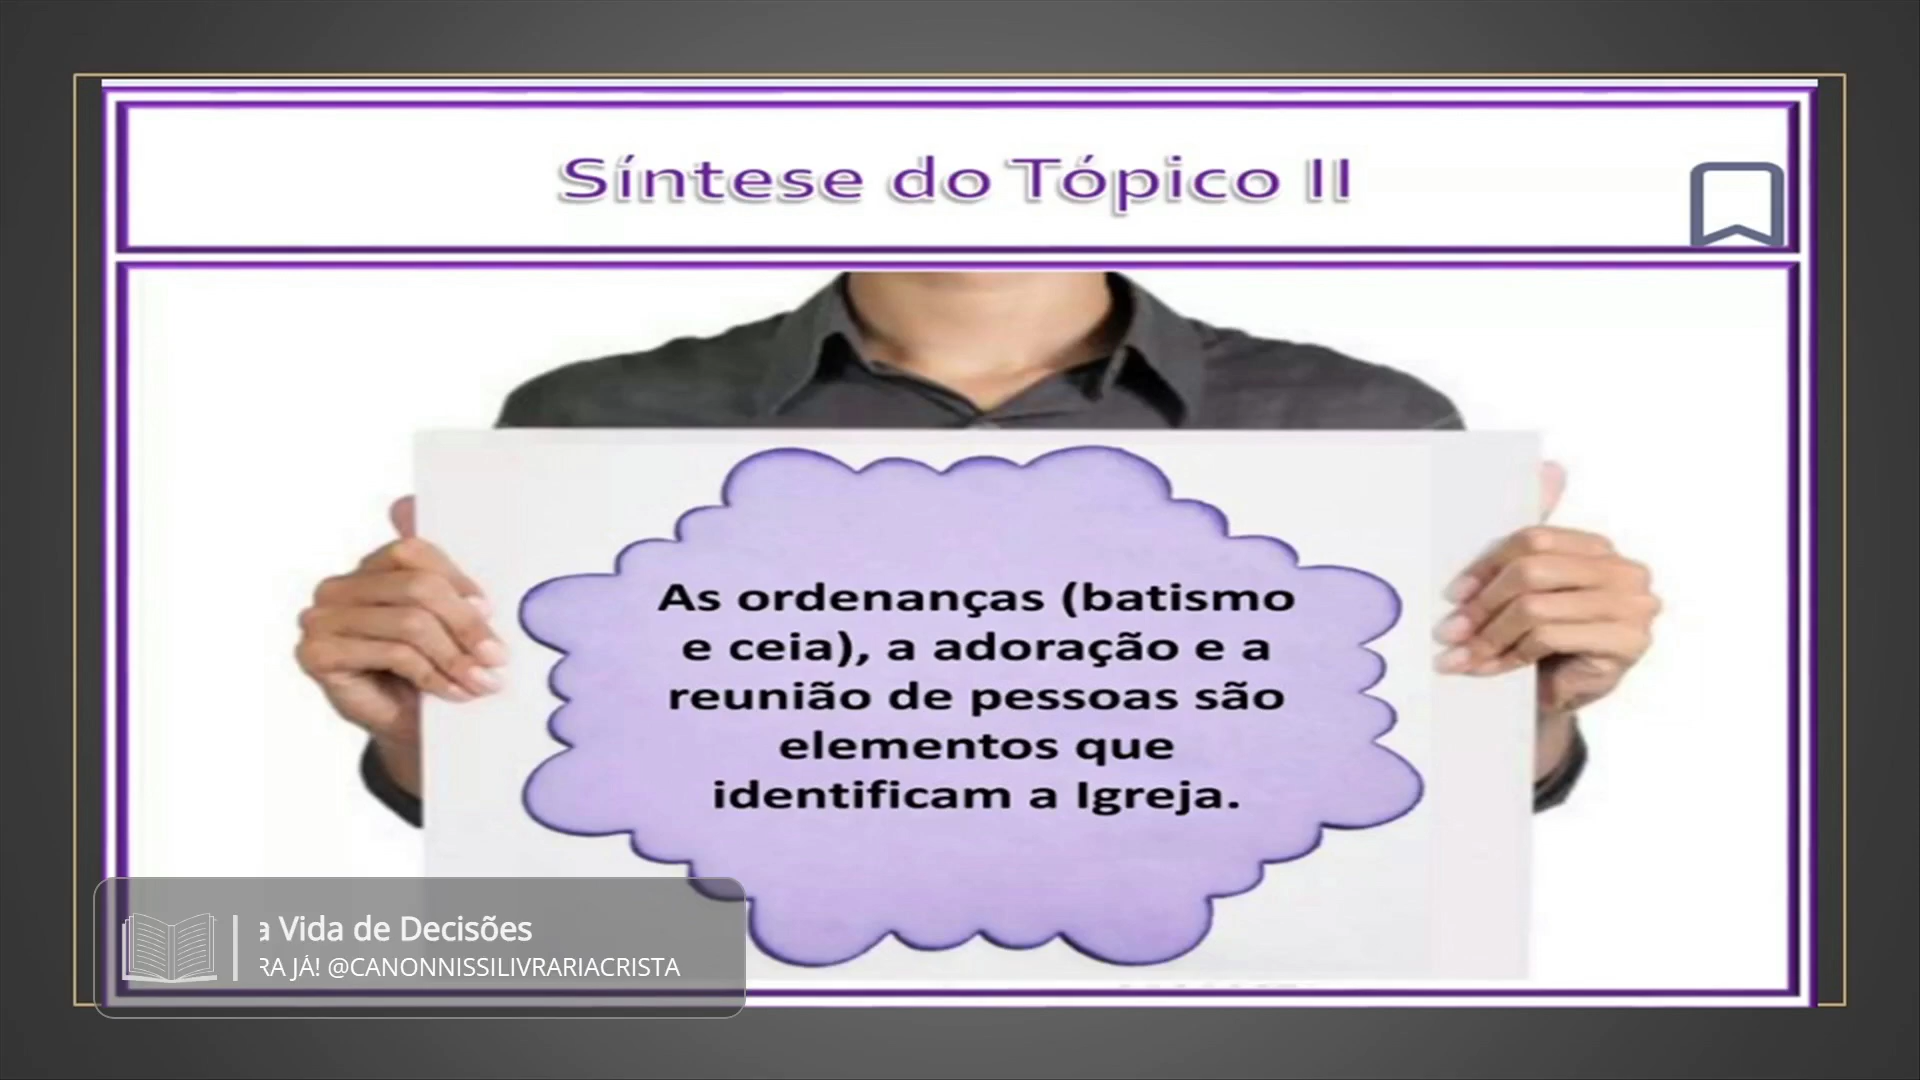 Síntese do Tópico II
As ordenanças (batismo
e ceia), a adoração e a
reunião de pessoas são
elementos que
identificam a Igreja.
a Vida de Decisões
RA JÁ! @CANONNISSILIVRARIACRISTA